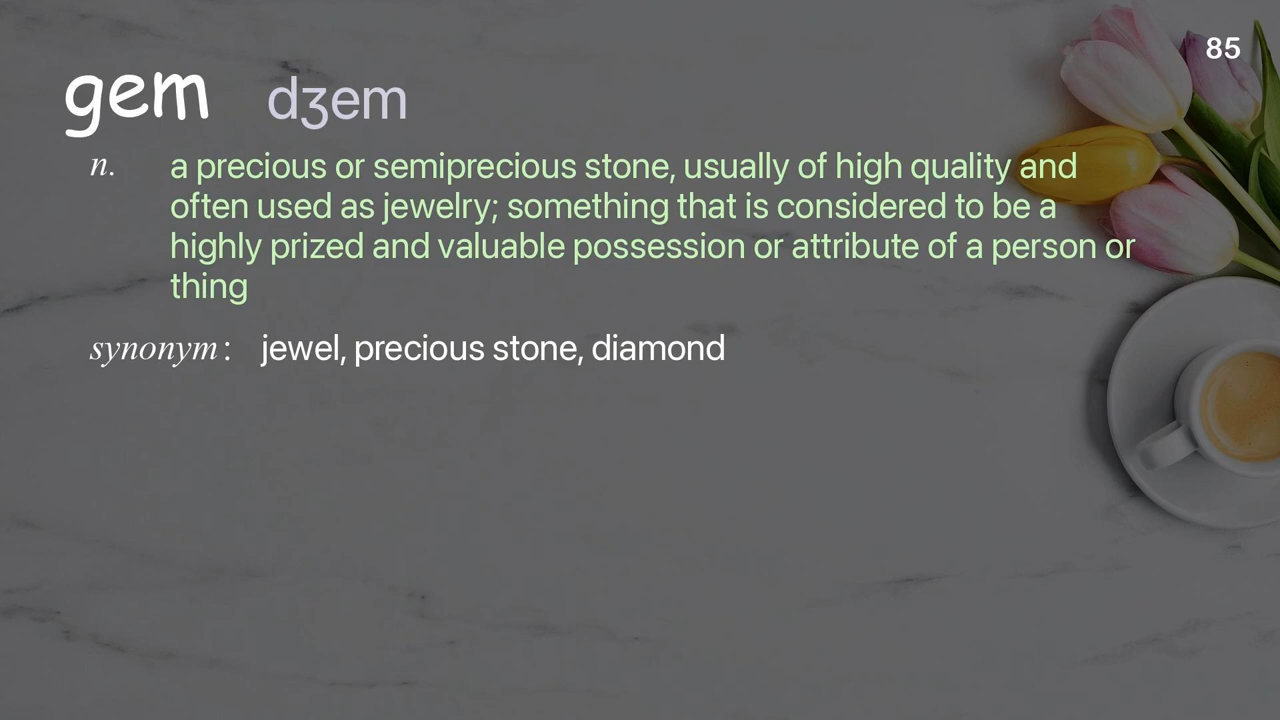 85
gem dʒem
n. a precious or semiprecious stone, usually of high quality and
often used as jewelry; something that is considered to be a
highly prized and valuable possession or attribute of a person or
thing
synonym: jewel, precious stone, diamond